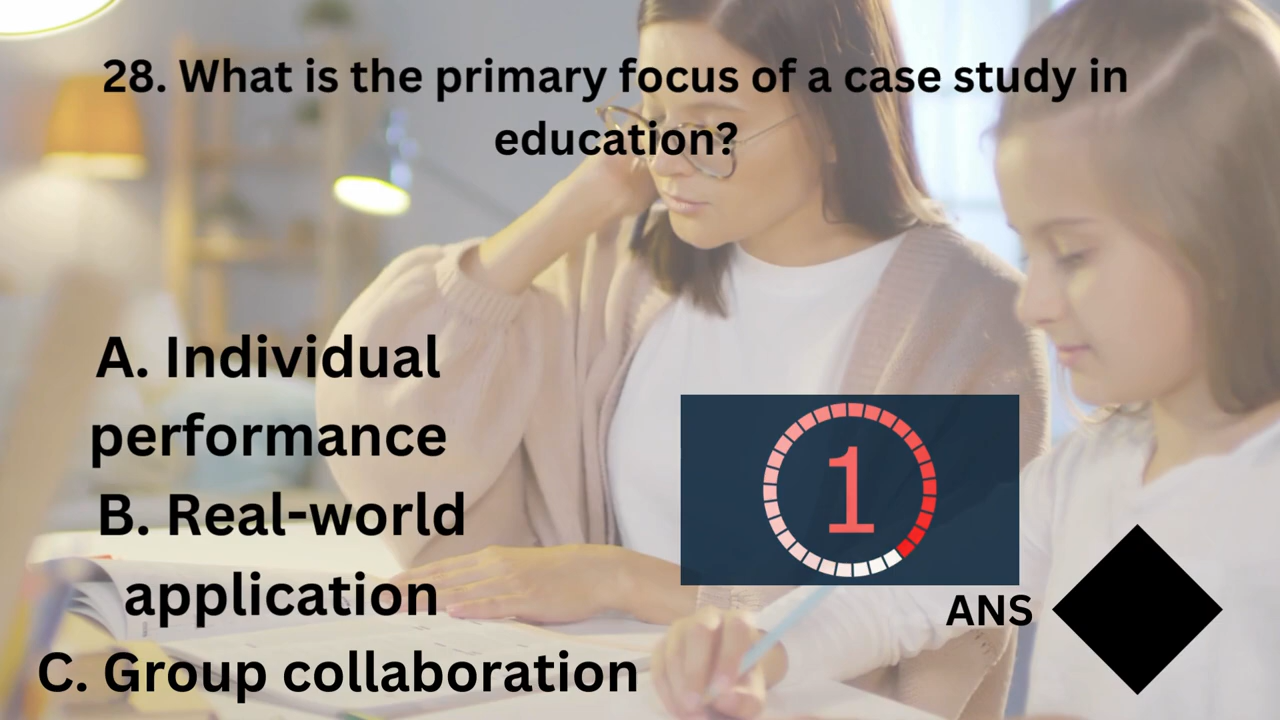 28. What is the primary focus of a case study in
education?
A. Individual
performance
B. Real-world
application
C. Group collaboration
1
ANS